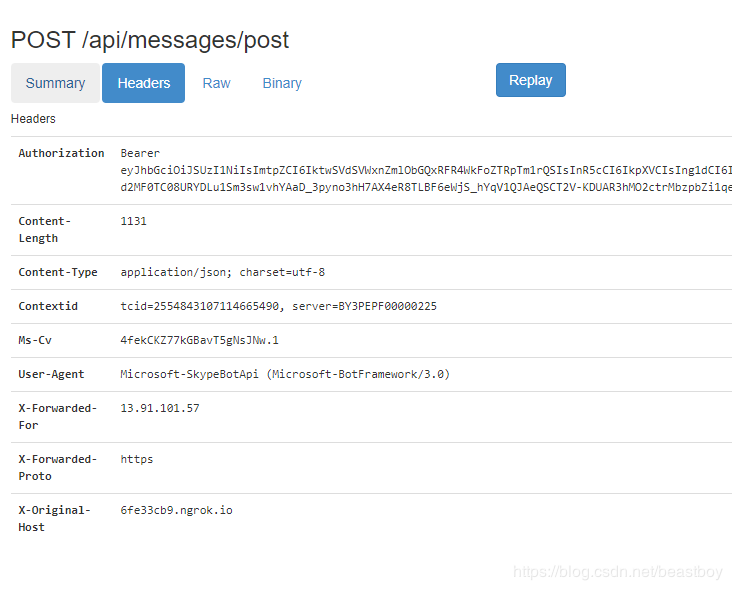 POST /api/messages/post
Summary Headers Raw Binary Replay
Headers
Authorization Bearer
eyJhbGciOiJSUzI1NiIsImtpZCI6IktwSVdSVWxnZmlObGQxRFR4WkFoZTRpTm1rQSIsInR5cCI6IkpXVCIsIng1dCI6I
d2MF0TC08URYDLu1Sm3sw1vhYAaD_3pyno3hH7AX4eR8TLBF6eWjS_hYqV1QJAeQSCT2V-KDUAR3hMO2ctrMbzpbZi1qe
Content-
Length 1131
Content-Type application/json; charset=utf-8
Contextid tcid=2554843107114665490, server=BY3PEPF00000225
Ms-Cv 4fekCKZ77kGBavT5gNsJNw.1
User-Agent Microsoft-SkypeBotApi (Microsoft-BotFramework/3.0)
X-Forwarded-
For 13.91.101.57
X-Forwarded-
Proto https
X-Original-
Host 6fe33cb9.ngrok.io
https://blog.csdn.net/beastboy